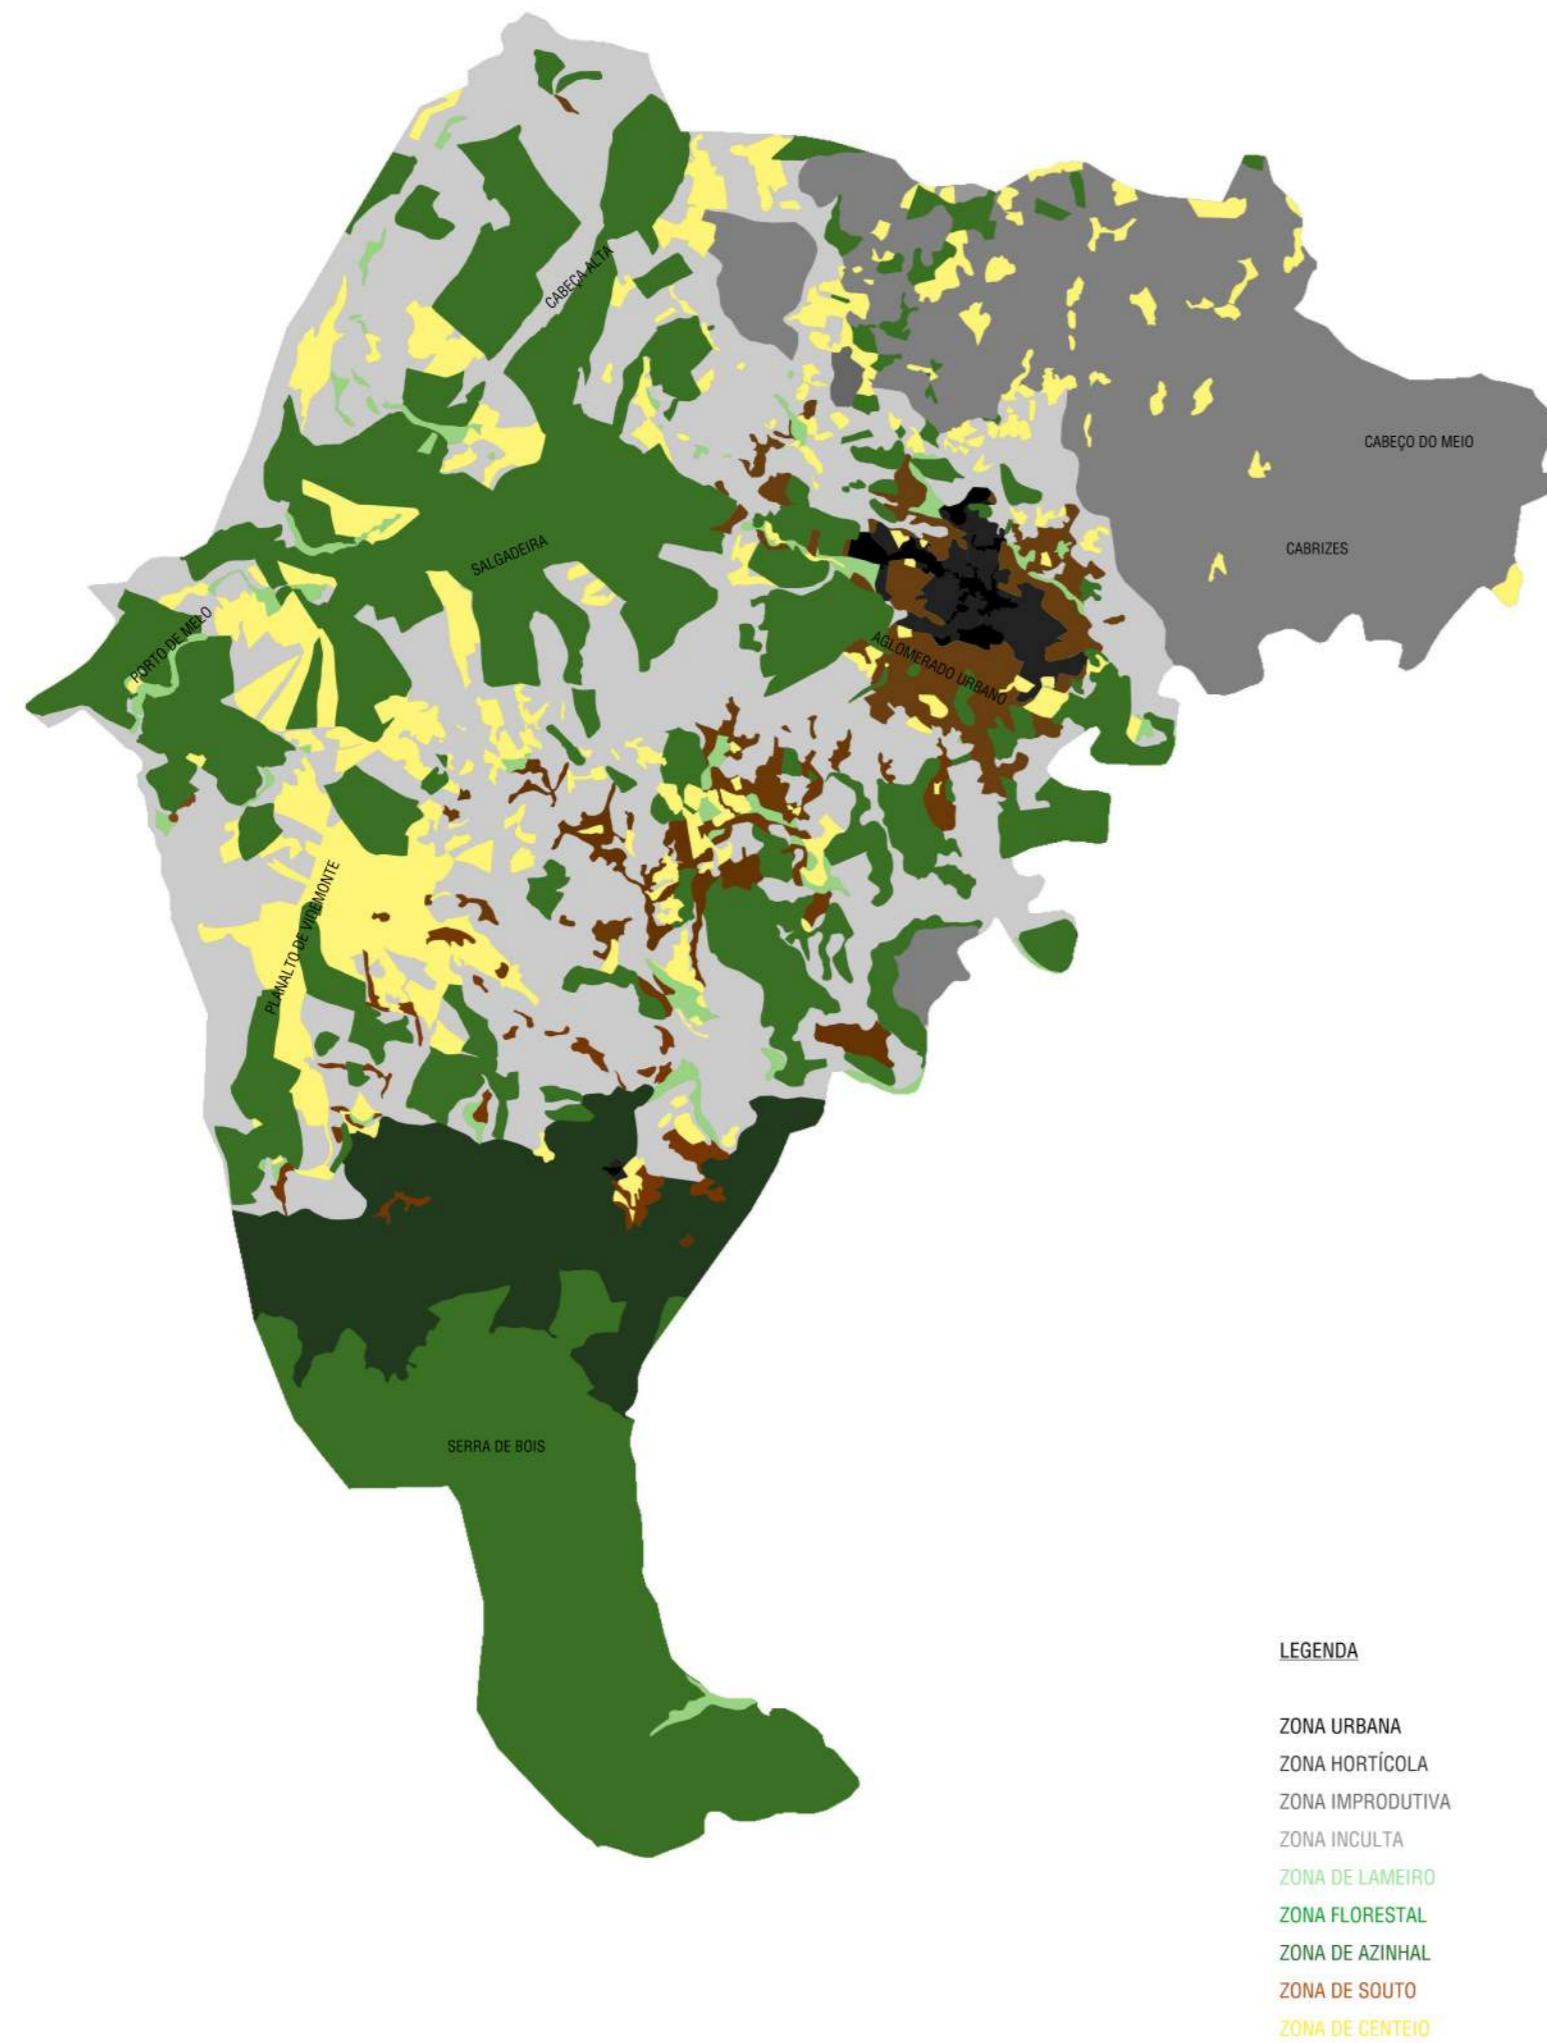 CABEÇA ALTA
CABEÇO DO MEIO
SALGADEIRA
CABRIZES
PORTO DE MELO
AGLOMERADO URBANO
PLANALTO DE VIDEMONTE
SERRA DE BOIS
LEGENDA
ZONA URBANA
ZONA HORTÍCOLA
ZONA IMPRODUTIVA
ZONA INCULTA
ZONA DE LAMEIRO
ZONA FLORESTAL
ZONA DE AZINHAL
ZONA DE SOUTO
ZONA DE CENTEIO